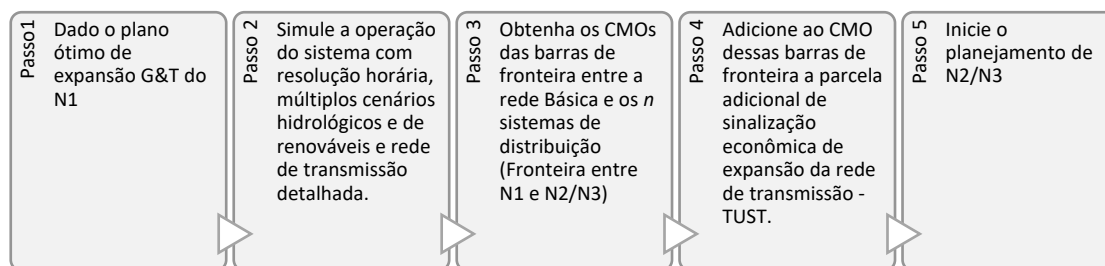 Passo1
Dado o plano
ótimo de
expansão G&T do
N1
Passo 2
Simule a operação
do sistema com
resolução horária,
múltiplos cenários
hidrológicos e de
renováveis e rede
de transmissão
detalhada.
Passo 3
Obtenha os CMOs
das barras de
fronteira entre a
rede Básica e os n
sistemas de
distribuição
(Fronteira entre
N1 e N2/N3)
Passo 4
Adicione ao CMO
dessas barras de
fronteira a parcela
adicional de
sinalização
econômica de
expansão da rede
de transmissão -
TUST.
Passo 5
Inicie o
planejamento de
N2/N3